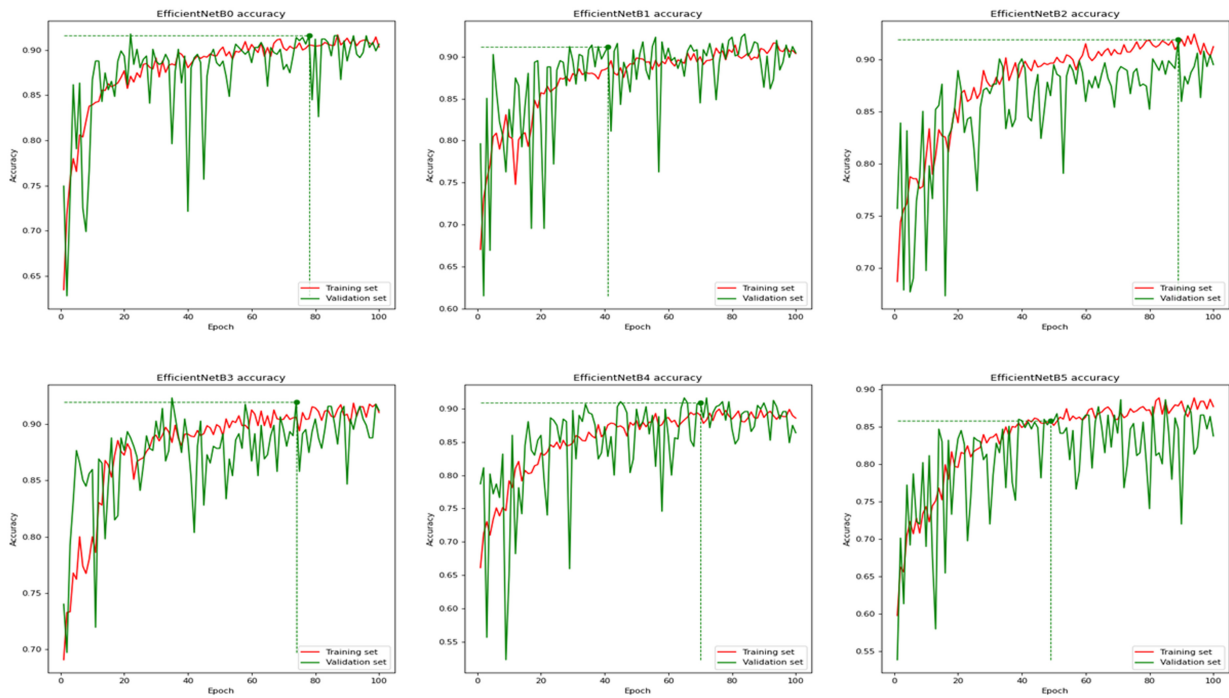 EfficientNetB0 accuracy
0.90
0.85
0.80
0.75
0.70
0.65
Accuracy
0 20 40 60 80 100
Epoch
Training set
Validation set
EfficientNetB1 accuracy
0.90
0.85
0.80
0.75
0.70
0.65
0.60
Accuracy
0 20 40 60 80 100
Epoch
Training set
Validation set
EfficientNetB2 accuracy
0.90
0.85
0.80
0.75
0.70
Accuracy
0 20 40 60 80 100
Epoch
Training set
Validation set
EfficientNetB3 accuracy
0.90
0.85
0.80
0.75
0.70
Accuracy
0 20 40 60 80 100
Epoch
Training set
Validation set
EfficientNetB4 accuracy
0.90
0.85
0.80
0.75
0.70
0.65
0.60
0.55
Accuracy
0 20 40 60 80 100
Epoch
Training set
Validation set
EfficientNetB5 accuracy
0.90
0.85
0.80
0.75
0.70
0.65
0.60
0.55
Accuracy
0 20 40 60 80 100
Epoch
Training set
Validation set